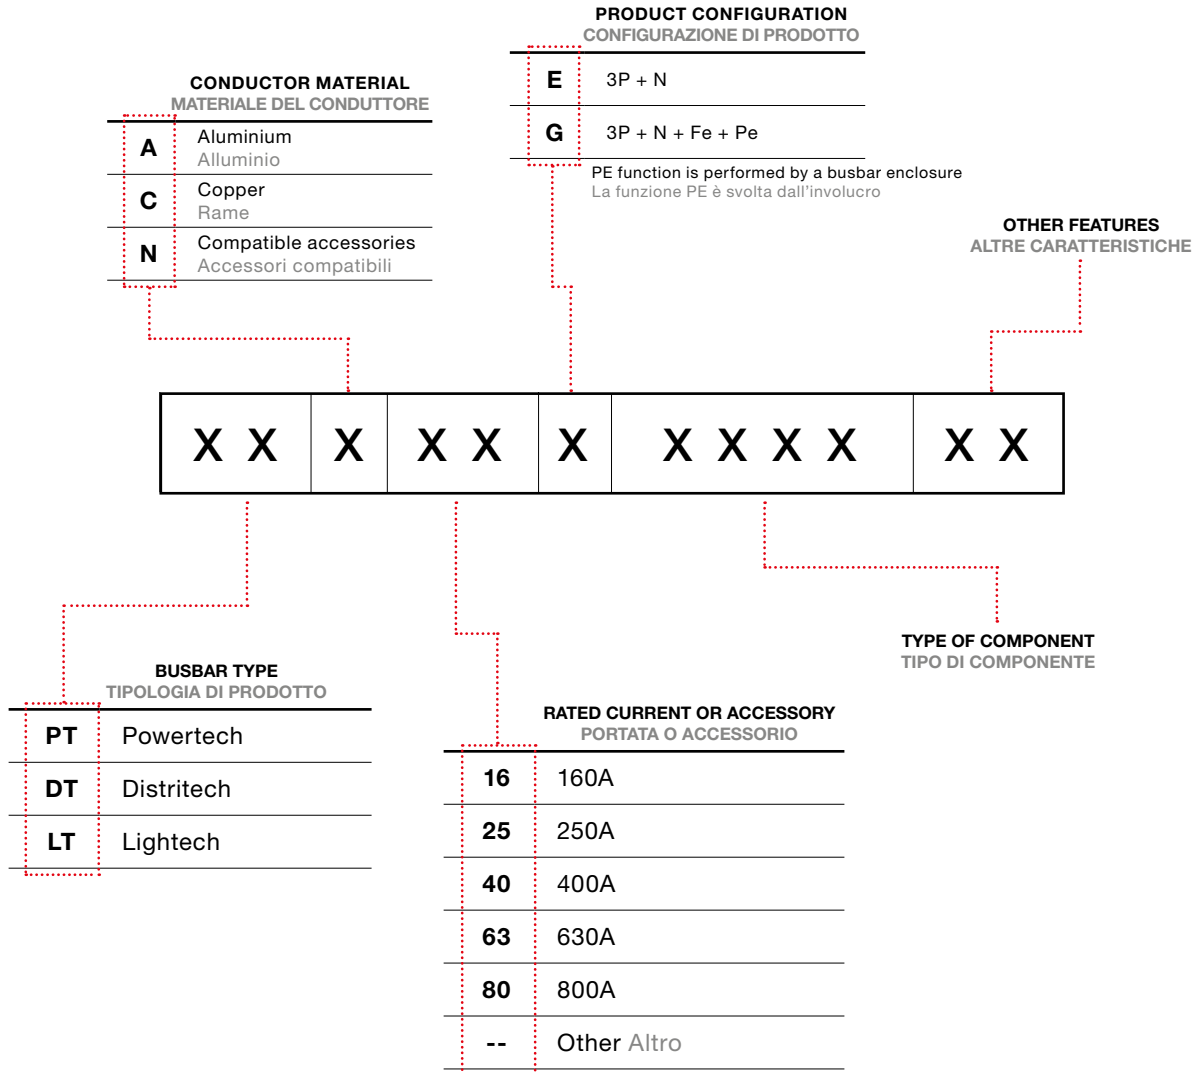 PRODUCT CONFIGURATION
CONFIGURAZIONE DI PRODOTTO
E 3P + N
G 3P + N + Fe + Pe
PE function is performed by a busbar enclosure
La funzione PE è svolta dall'involucro
CONDUCTOR MATERIAL
MATERIALE DEL CONDUTTORE
A Aluminium
Alluminio
C Copper
Rame
N Compatible accessories
Accessori compatibili
OTHER FEATURES
ALTRE CARATTERISTICHE
X X X X X X X X X X X X
TYPE OF COMPONENT
TIPO DI COMPONENTE
BUSBAR TYPE
TIPOLOGIA DI PRODOTTO
PT Powertech
DT Distritech
LT Lightech
RATED CURRENT OR ACCESSORY
PORTATA O ACCESSORIO
16 160A
25 250A
40 400A
63 630A
80 800A
-- Other Altro